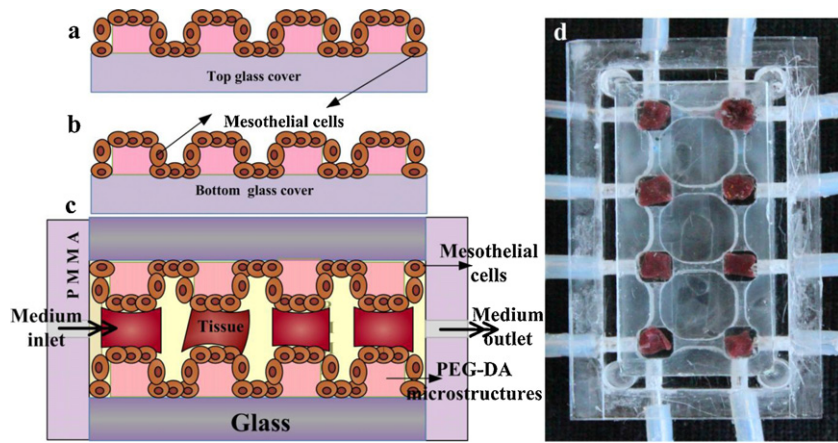 a
Top glass cover
Mesothelial cells
b
Bottom glass cover
c
PMMA
Mesothelial
cells
Medium
inlet
Tissue
Medium
outlet
PEG-DA
microstructures
Glass
d